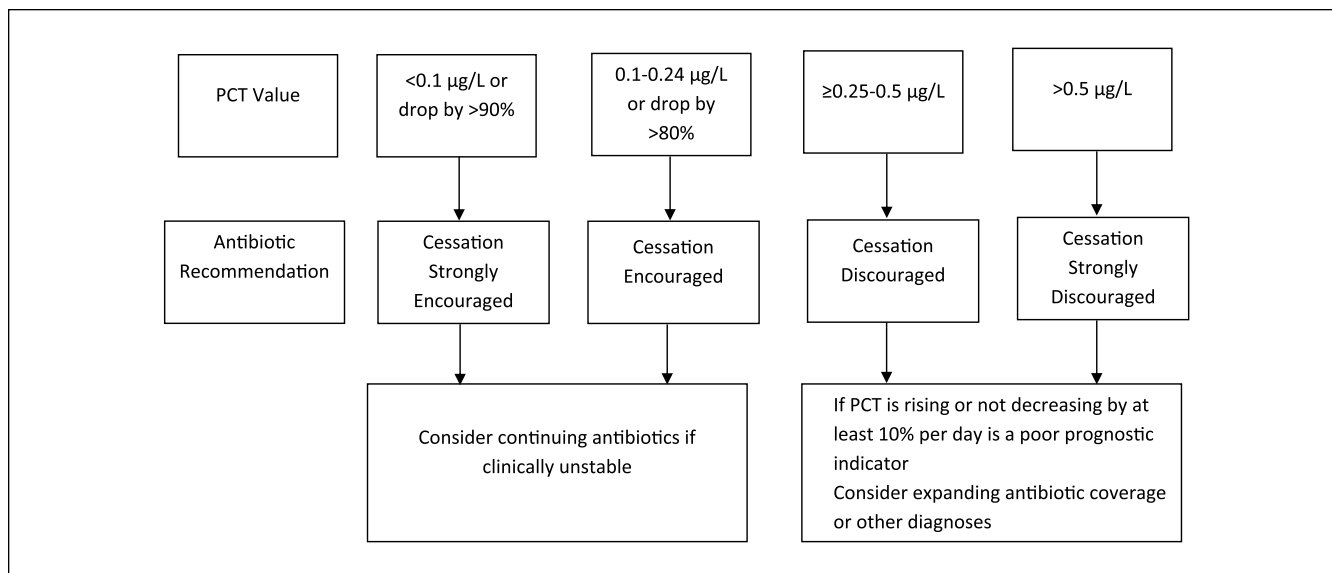 PCT Value
<0.1 µg/L or
drop by >90%
0.1-0.24 µg/L
or drop by
>80%
≥0.25-0.5 µg/L
>0.5 µg/L
Antibiotic
Recommendation
Cessation
Strongly
Encouraged
Cessation
Encouraged
Cessation
Discouraged
Cessation
Strongly
Discouraged
Consider continuing antibiotics if
clinically unstable
If PCT is rising or not decreasing by at
least 10% per day is a poor prognostic
indicator
Consider expanding antibiotic coverage
or other diagnoses